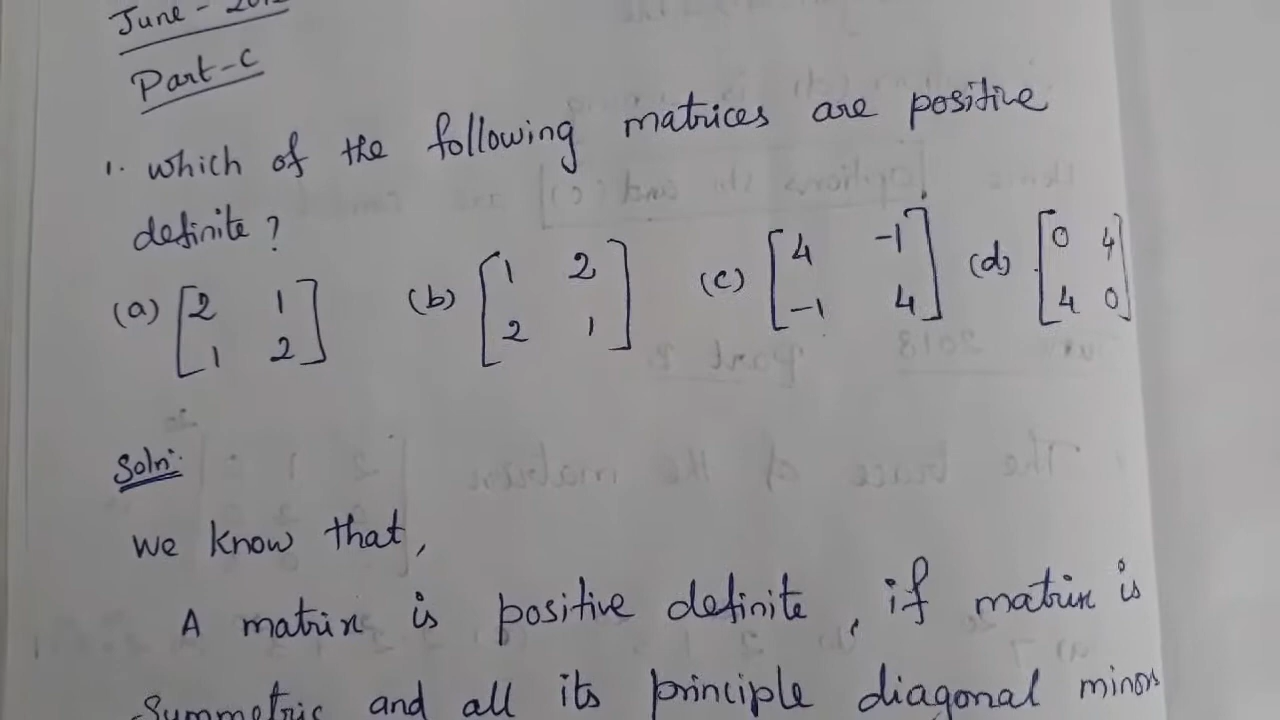 June -
Part-C
1. which of the following matrices are positive
definite?
(a) [2 1
1 2] (b) [1 2
2 1] (c) [4 -1
-1 4] (d) [0 4
4 0]
Soln:
we know that,
A matrix is positive definite, if matrix is
Symmetric and all its principle diagonal minors